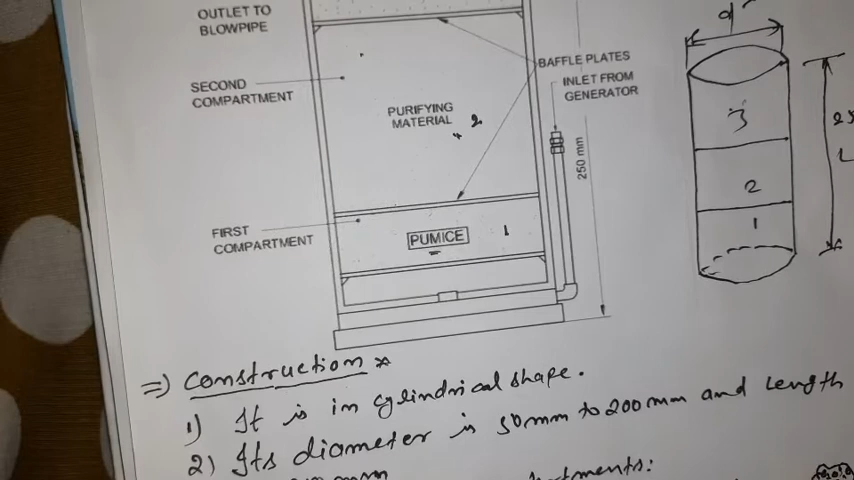 OUTLET TO
BLOWPIPE
SECOND
COMPARTMENT
PURIFYING
MATERIAL 2
BAFFLE PLATES
INLET FROM
GENERATOR
250 mm
FIRST
COMPARTMENT
PUMICE 1
d
3
2
1
L
=> Construction
1) It is in cylindrical shape.
2) Its diameter is 50mm to 200mm and length